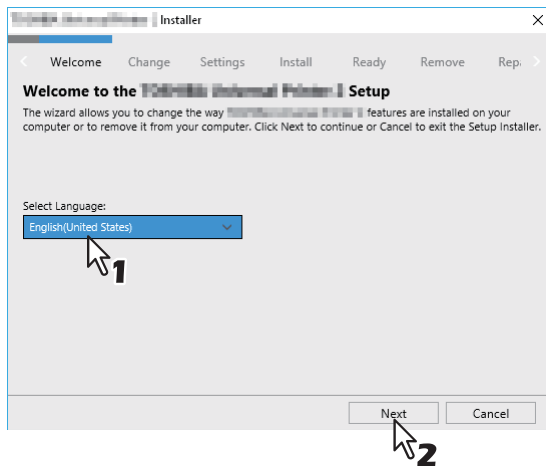 Installer
Welcome Change Settings Install Ready Remove Repa
Welcome to the Setup
The wizard allows you to change the way features are installed on your
computer or to remove it from your computer. Click Next to continue or Cancel to exit the Setup Installer.
Select Language:
English(United States)
1
Next Cancel
2